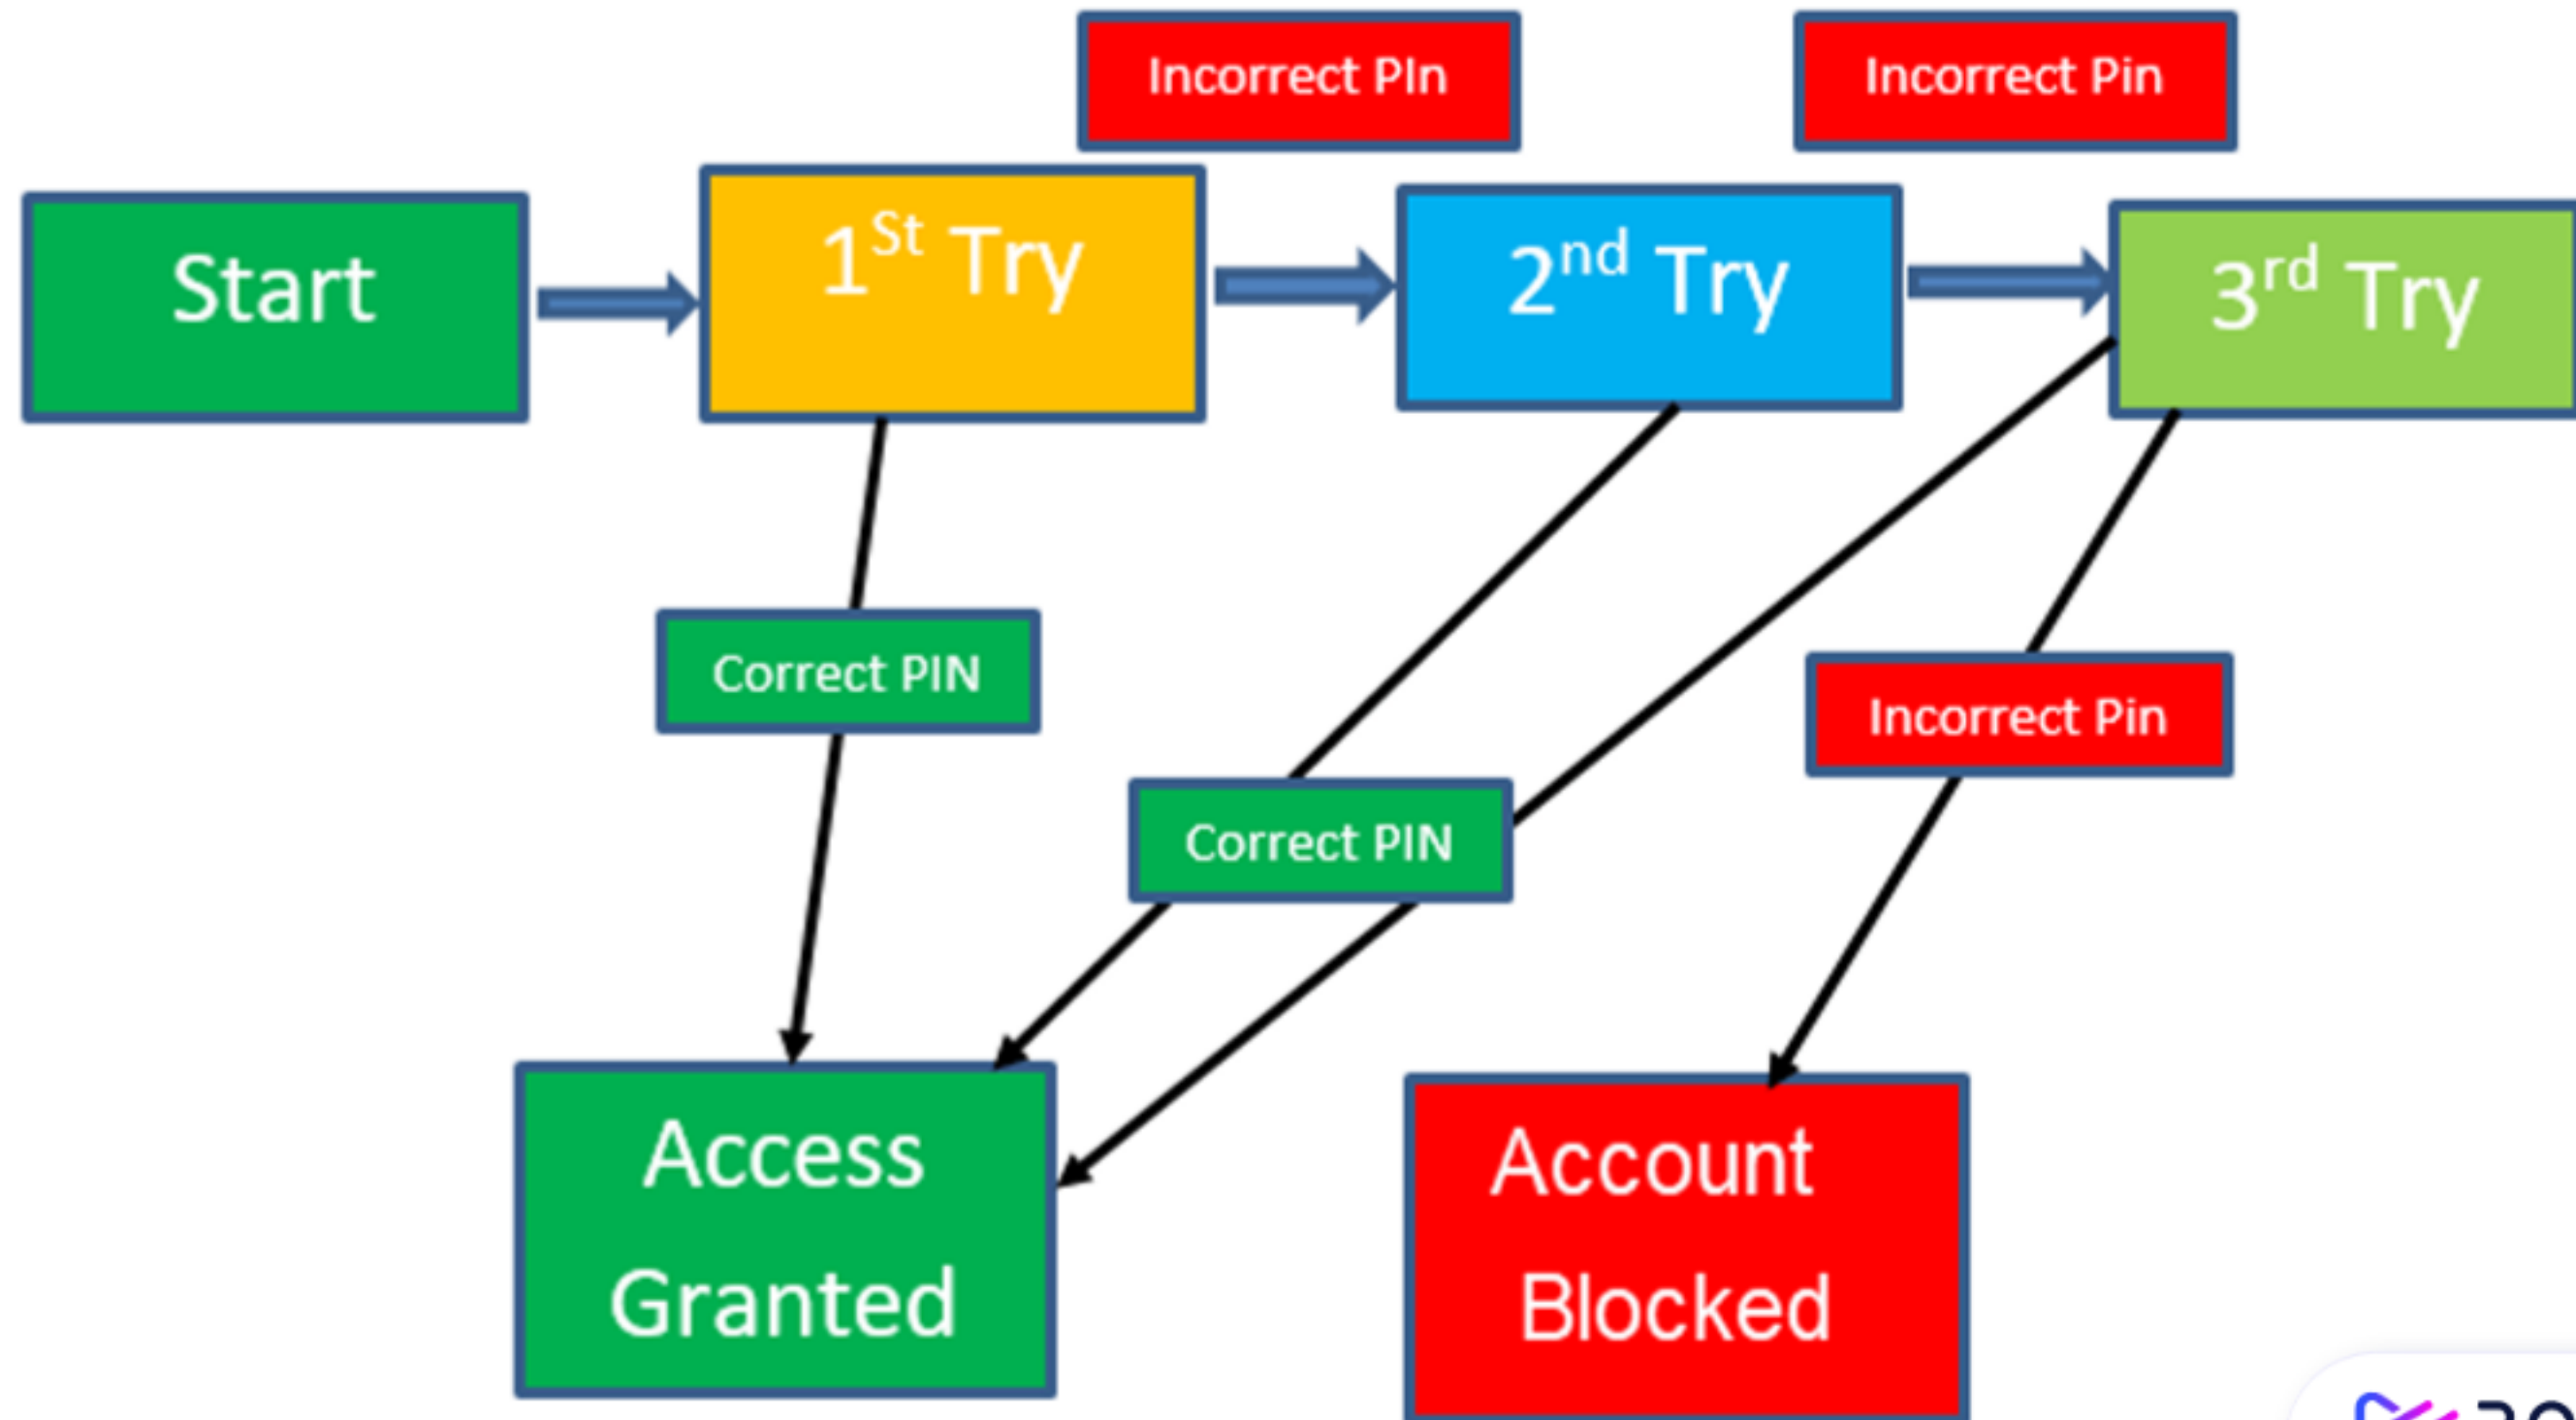 Incorrect PIn
Incorrect Pin
Start
1St Try
2nd Try
3rd Try
Correct PIN
Incorrect Pin
Correct PIN
Access
Granted
Account
Blocked